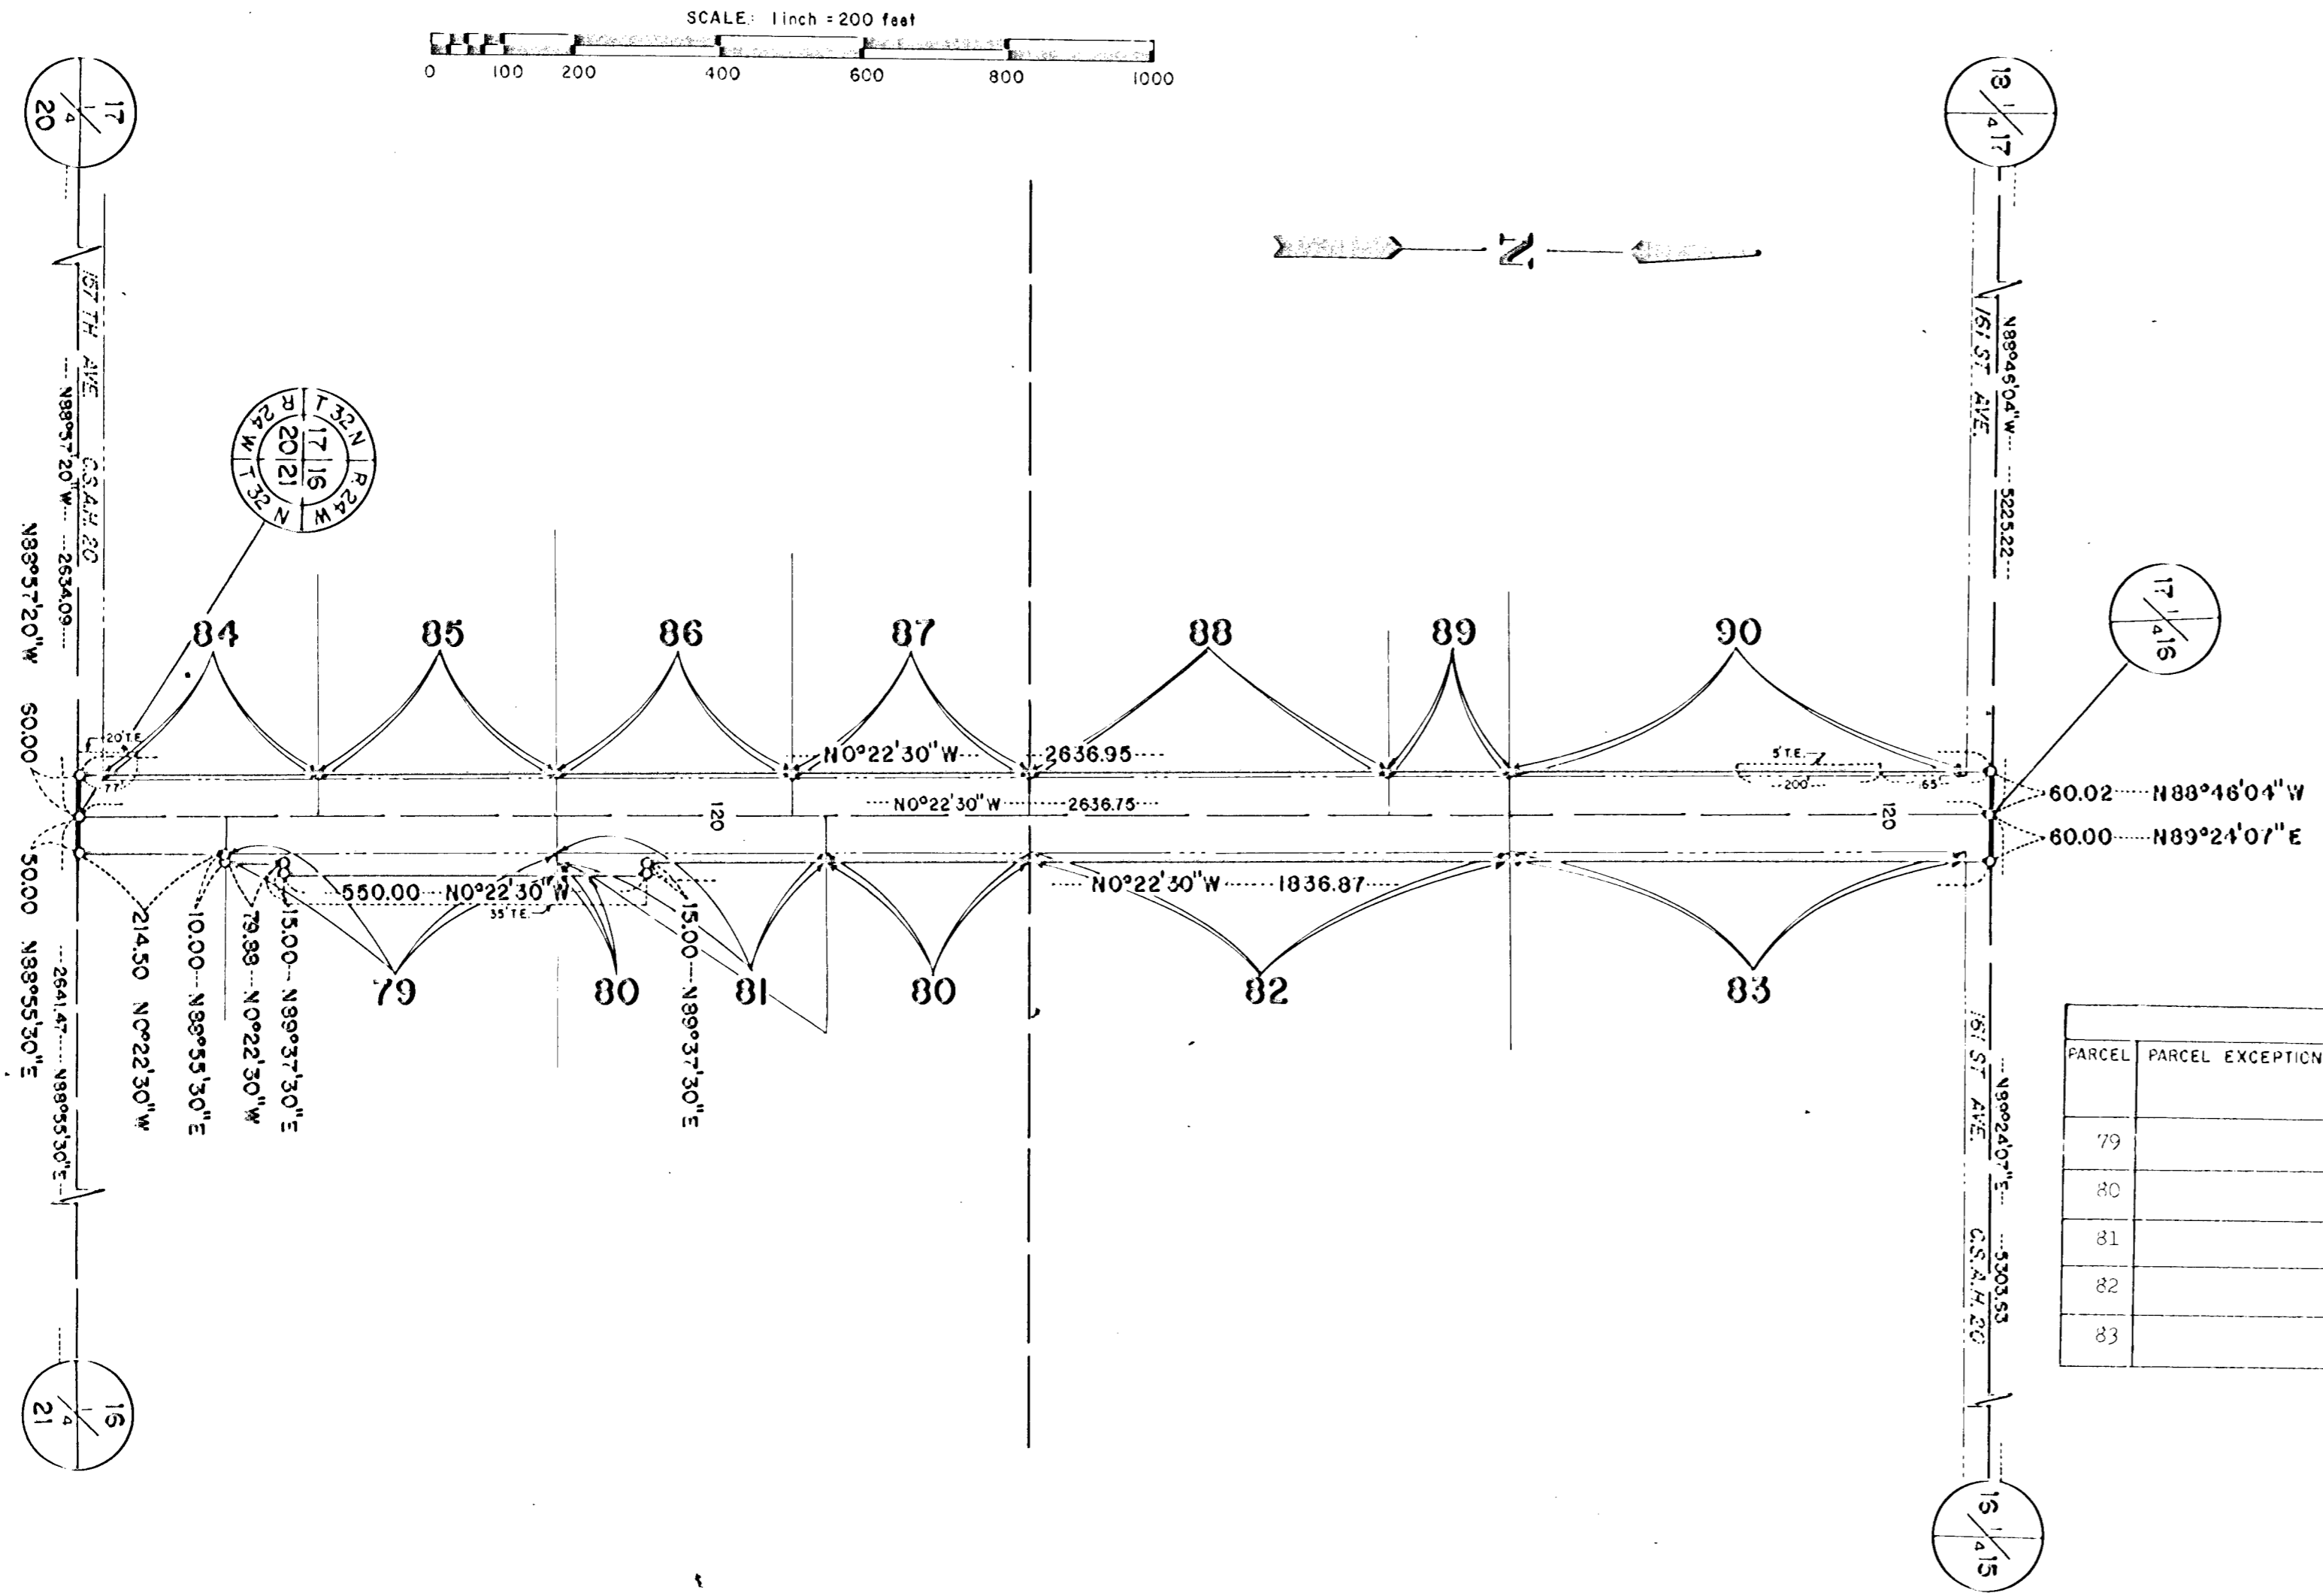 SCALE: 1 inch = 200 feet
0 100 200 400 600 800 1000
17
1/4
20
18 1/4 17
N
157TH AVE. C.S.A.H. 20
N88°57'20"W 2634.09
N88°57'20"W 50.00
161 ST AVE.
N88°46'04"W 5225.22
T 32 N R 24 W
17 16
20 21
R 24 W T 32 N
17 1/4 16
84 85 86 87 88 89 90
20' T.E.
77
N0°22'30"W 2636.95
5' T.E.
200
165
N0°22'30"W 2636.75
120
120
60.02 N88°46'04"W
60.00 N89°24'07"E
550.00 N0°22'30"W
35' T.E.
N0°22'30"W 1836.87
50.00 N88°55'30"E
2641.47 N88°55'30"E
214.50 N0°22'30"W
10.00 N88°55'30"E
79.88 N0°22'30"W
15.00 N89°37'30"E
15.00 N89°37'30"E
79 80 81 80 82 83
161 ST AVE. C.S.A.H. 20
N89°24'07"E 5303.53
PARCEL PARCEL EXCEPTION
79
80
81
82
83
16
1/4
21
16 1/4 15